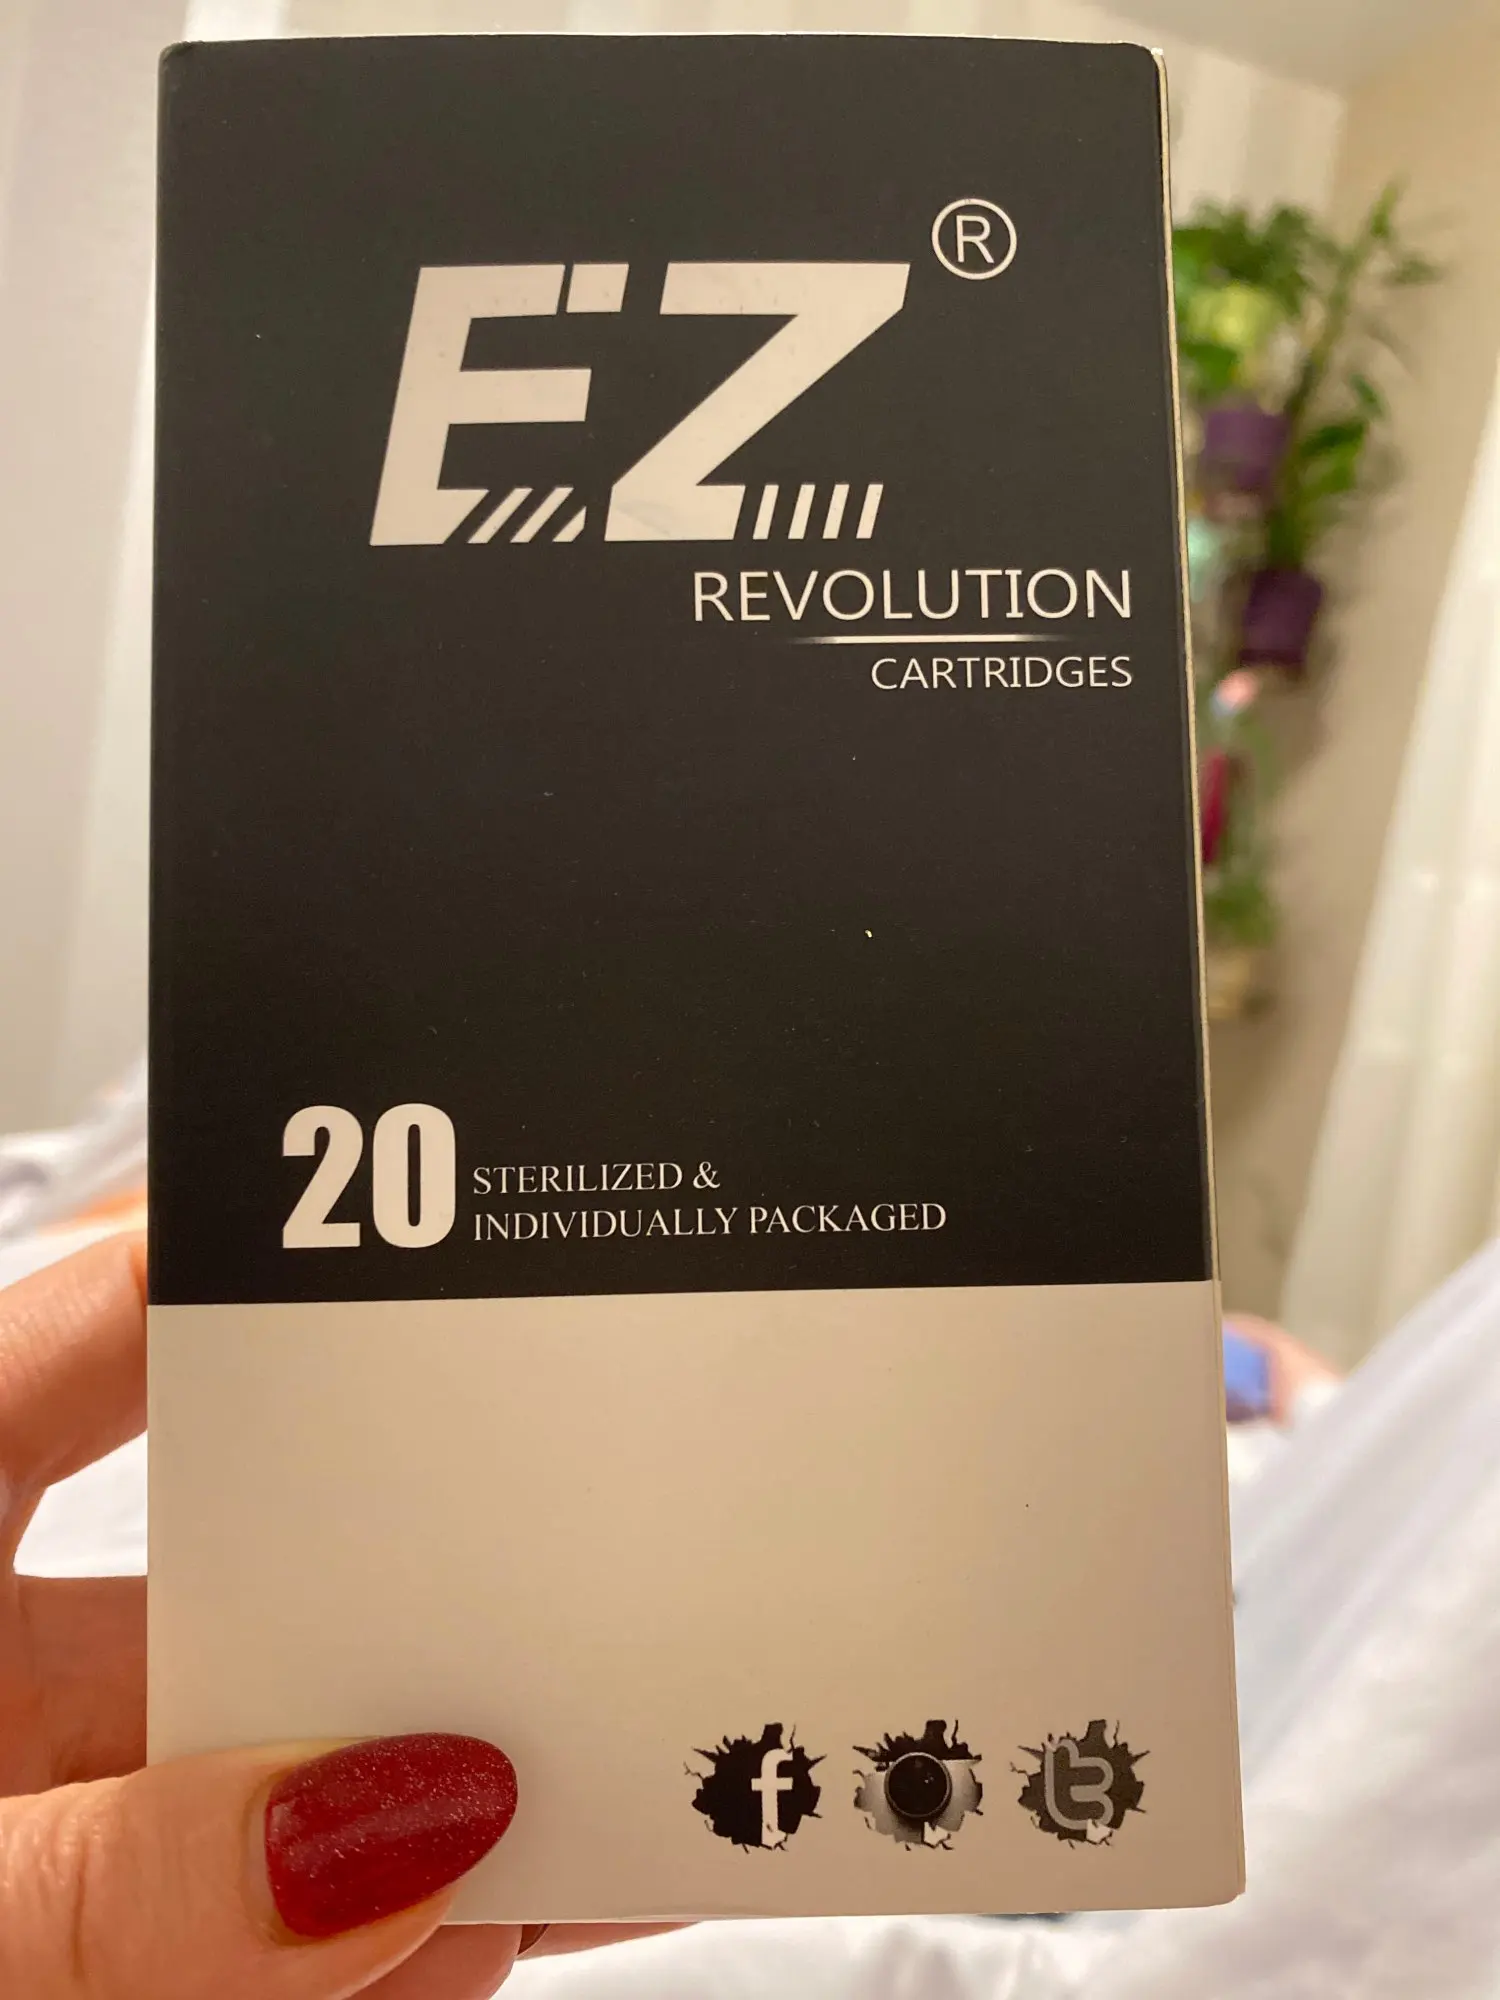 EZ ®
REVOLUTION
CARTRIDGES
20 STERILIZED &
INDIVIDUALLY PACKAGED
f t